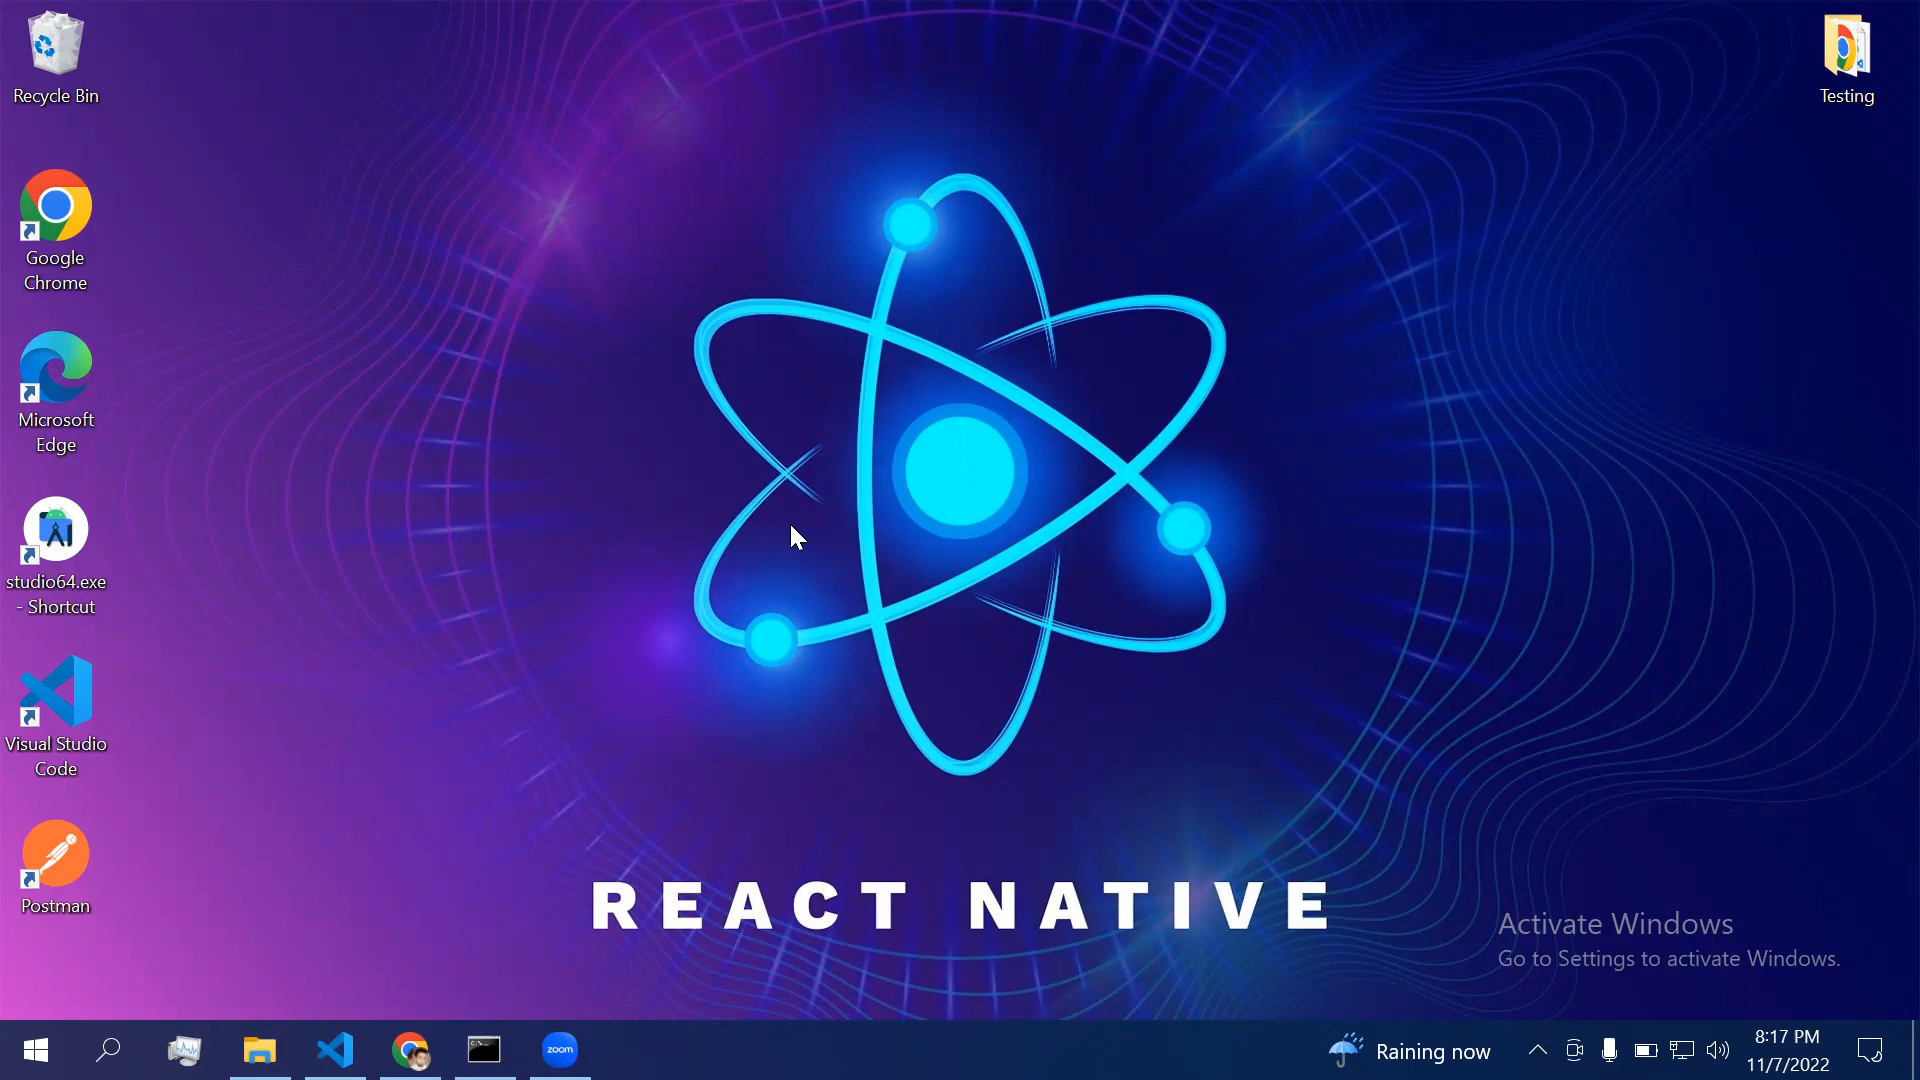 Recycle Bin
Testing
Google
Chrome
Microsoft
Edge
studio64.exe
- Shortcut
Visual Studio
Code
Postman
REACT NATIVE
Activate Windows
Go to Settings to activate Windows.
C:\
zoom
Raining now
8:17 PM
11/7/2022